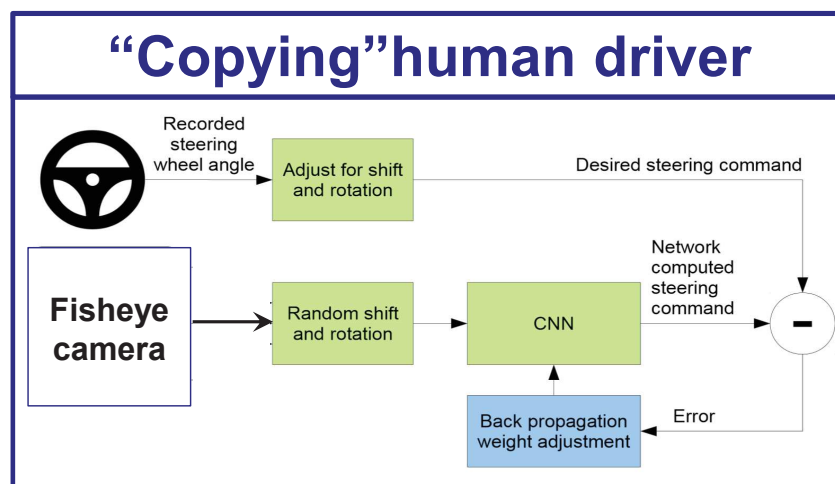 “Copying”human driver
Recorded
steering
wheel angle
Adjust for shift
and rotation
Desired steering command
Fisheye
camera
Random shift
and rotation
CNN
Network
computed
steering
command
-
Back propagation
weight adjustment
Error